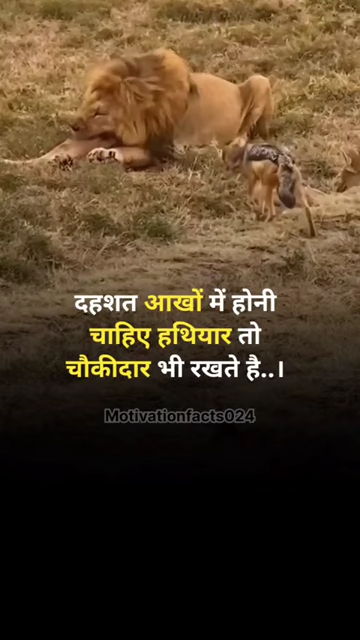 दहशत आखों में होनी
चाहिए हथियार तो
चौकीदार भी रखते है..।
Motivationfacts024